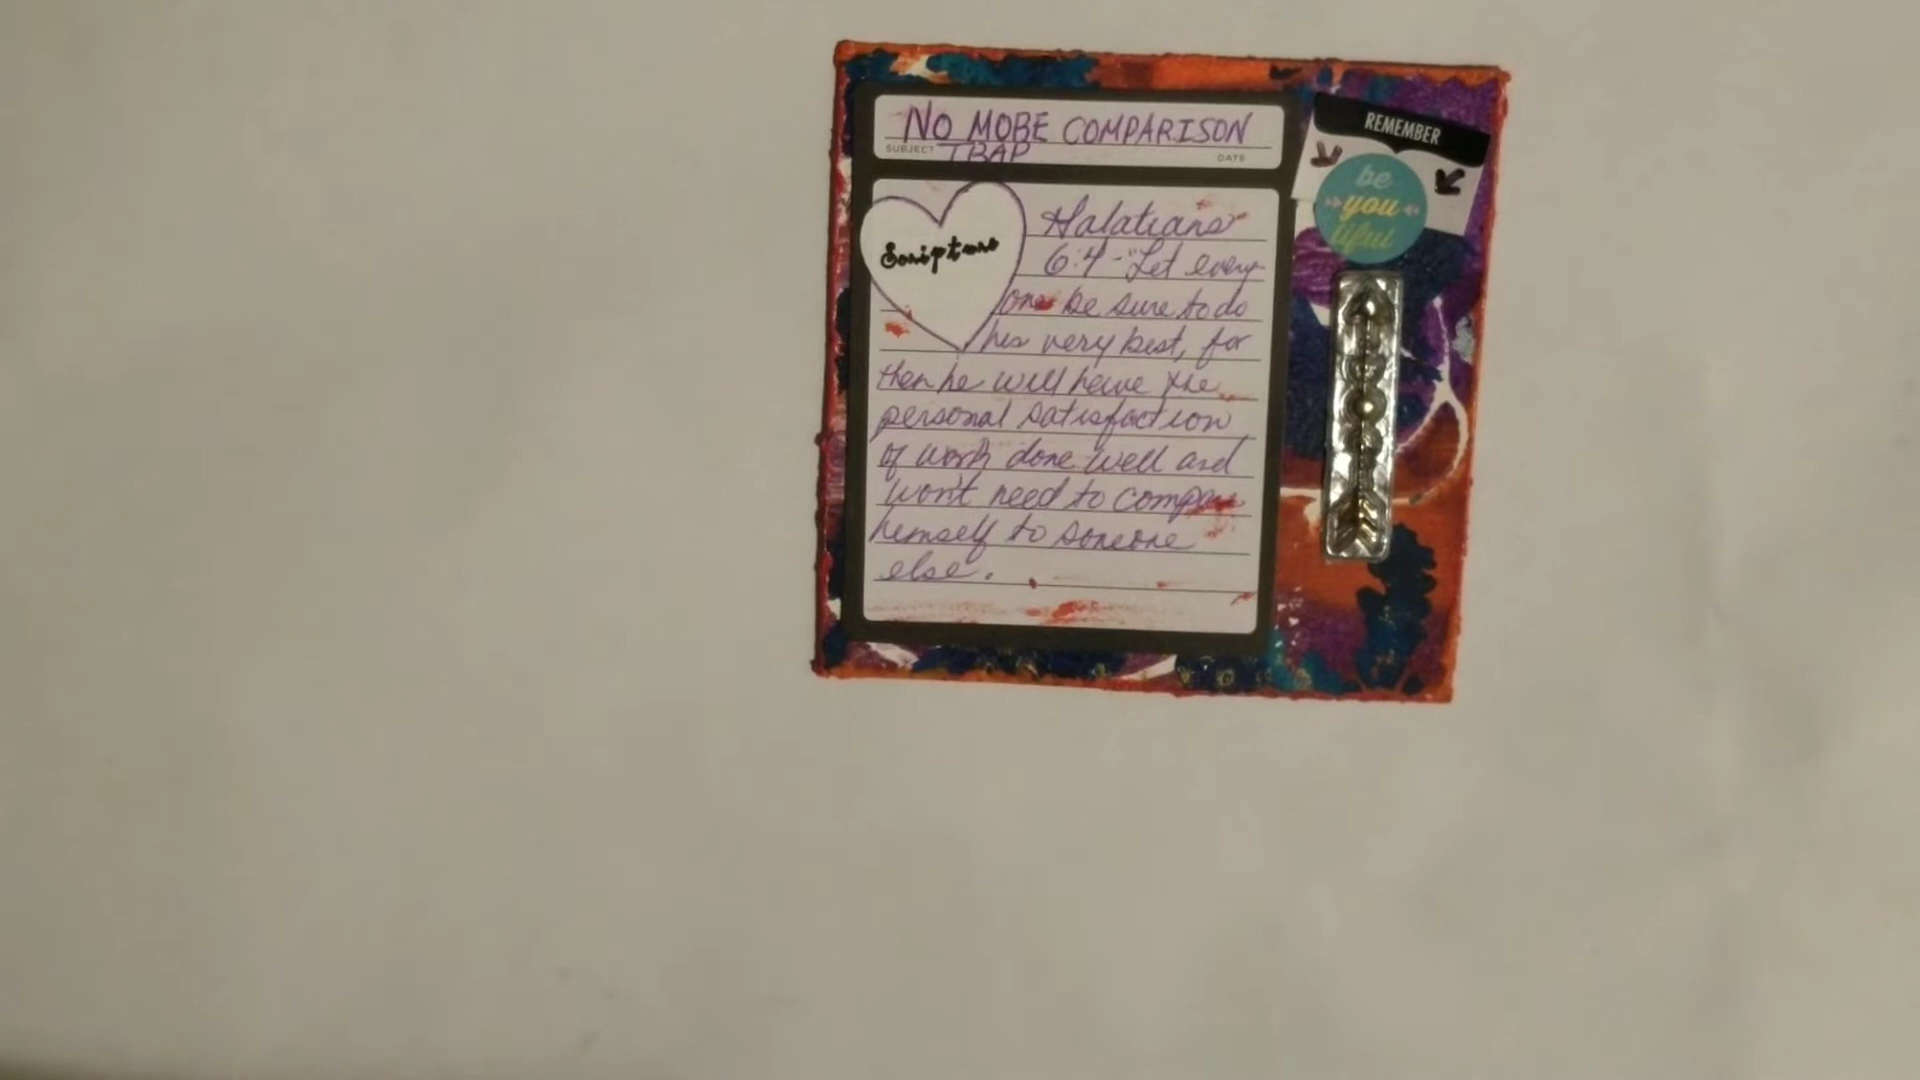 NO MORE COMPARISON
SUBJECT TRAP DATE
Scripture
Galatians
6:4 - "Let every
one be sure to do
his very best, for
then he will have the
personal satisfaction
of work done well and
won't need to compare
himself to someone
else.
REMEMBER
be
you
tiful